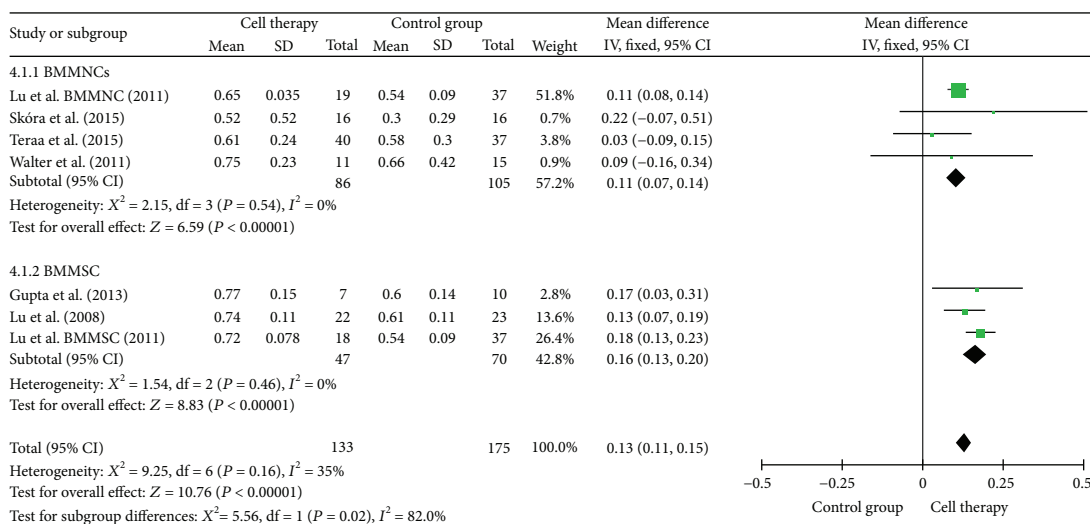 Study or subgroup Cell therapy Control group Mean difference Mean difference
Mean SD Total Mean SD Total Weight IV, fixed, 95% CI IV, fixed, 95% CI
4.1.1 BMMNCs
Lu et al. BMMNC (2011) 0.65 0.035 19 0.54 0.09 37 51.8% 0.11 (0.08, 0.14)
Skóra et al. (2015) 0.52 0.52 16 0.3 0.29 16 0.7% 0.22 (−0.07, 0.51)
Teraa et al. (2015) 0.61 0.24 40 0.58 0.3 37 3.8% 0.03 (−0.09, 0.15)
Walter et al. (2011) 0.75 0.23 11 0.66 0.42 15 0.9% 0.09 (−0.16, 0.34)
Subtotal (95% CI) 86 105 57.2% 0.11 (0.07, 0.14)
Heterogeneity: X² = 2.15, df = 3 (P = 0.54), I² = 0%
Test for overall effect: Z = 6.59 (P < 0.00001)
4.1.2 BMMSC
Gupta et al. (2013) 0.77 0.15 7 0.6 0.14 10 2.8% 0.17 (0.03, 0.31)
Lu et al. (2008) 0.74 0.11 22 0.61 0.11 23 13.6% 0.13 (0.07, 0.19)
Lu et al. BMMSC (2011) 0.72 0.078 18 0.54 0.09 37 26.4% 0.18 (0.13, 0.23)
Subtotal (95% CI) 47 70 42.8% 0.16 (0.13, 0.20)
Heterogeneity: X² = 1.54, df = 2 (P = 0.46), I² = 0%
Test for overall effect: Z = 8.83 (P < 0.00001)
Total (95% CI) 133 175 100.0% 0.13 (0.11, 0.15)
Heterogeneity: X² = 9.25, df = 6 (P = 0.16), I² = 35%
Test for overall effect: Z = 10.76 (P < 0.00001)
Test for subgroup differences: X²=5.56, df = 1 (P = 0.02), I² = 82.0%
−0.5 −0.25 0 0.25 0.5
Control group Cell therapy